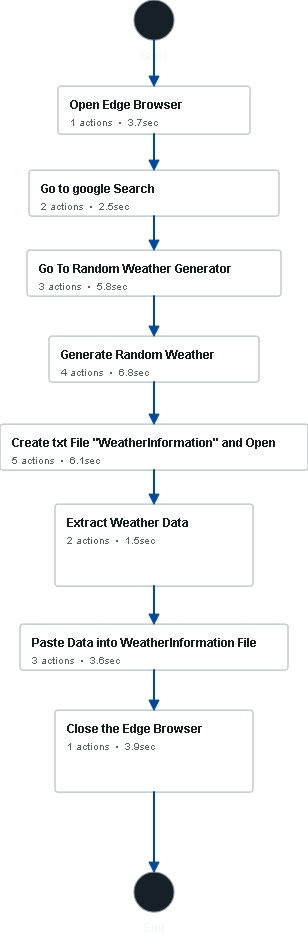 Start
Open Edge Browser
1 actions • 3.7sec
Go to google Search
2 actions • 2.5sec
Go To Random Weather Generator
3 actions • 5.8sec
Generate Random Weather
4 actions • 6.8sec
Create txt File "WeatherInformation" and Open
5 actions • 6.1sec
Extract Weather Data
2 actions • 1.5sec
Paste Data into WeatherInformation File
3 actions • 3.6sec
Close the Edge Browser
1 actions • 3.9sec
End